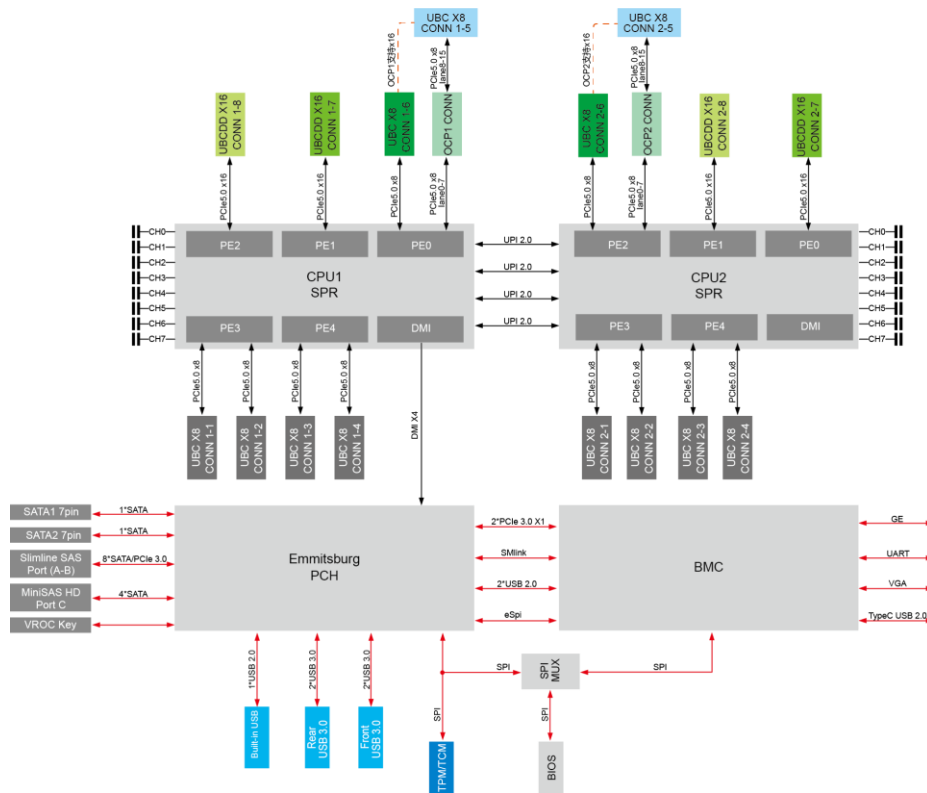 UBC X8
CONN 1-5
UBC X8
CONN 2-5
OCP1支持x16
PCIe5.0 x8
lane8-15
OCP2支持x16
PCIe5.0 x8
lane8-15
UBCDD X16
CONN 1-8
UBCDD X16
CONN 1-7
UBC X8
CONN 1-6
OCP1 CONN
UBC X8
CONN 2-6
OCP2 CONN
UBCDD X16
CONN 2-8
UBCDD X16
CONN 2-7
PCIe5.0 x16
PCIe5.0 x16
PCIe5.0 x8
PCIe5.0 x8
lane0-7
PCIe5.0 x8
PCIe5.0 x8
lane0-7
PCIe5.0 x16
PCIe5.0 x16
CH0
CH1
CH2
CH3
CH4
CH5
CH6
CH7
PE2
PE1
PE0
CPU1
SPR
PE3
PE4
DMI
UPI 2.0
UPI 2.0
UPI 2.0
UPI 2.0
PE2
PE1
PE0
CPU2
SPR
PE3
PE4
DMI
CH0
CH1
CH2
CH3
CH4
CH5
CH6
CH7
PCIe5.0 x8
PCIe5.0 x8
PCIe5.0 x8
PCIe5.0 x8
DMI X4
PCIe5.0 x8
PCIe5.0 x8
PCIe5.0 x8
PCIe5.0 x8
UBC X8
CONN 1-1
UBC X8
CONN 1-2
UBC X8
CONN 1-3
UBC X8
CONN 1-4
UBC X8
CONN 2-1
UBC X8
CONN 2-2
UBC X8
CONN 2-3
UBC X8
CONN 2-4
SATA1 7pin
1*SATA
SATA2 7pin
1*SATA
Slimline SAS
Port (A-B)
8*SATA/PCIe 3.0
MiniSAS HD
Port C
4*SATA
VROC Key
Emmitsburg
PCH
2*PCIe 3.0 X1
SMlink
2*USB 2.0
eSpi
BMC
GE
UART
VGA
TypeC USB 2.0
1*USB 2.0
2*USB 3.0
2*USB 3.0
SPI
SPI
MUX
SPI
SPI
SPI
Built-in USB
Rear
USB 3.0
Front
USB 3.0
TPM/TCM
BIOS